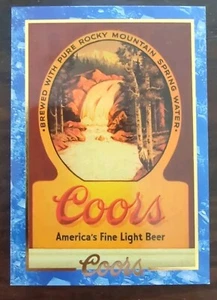 • BREWED WITH PURE ROCKY MOUNTAIN SPRING WATER •
Coors
America's Fine Light Beer
Coors